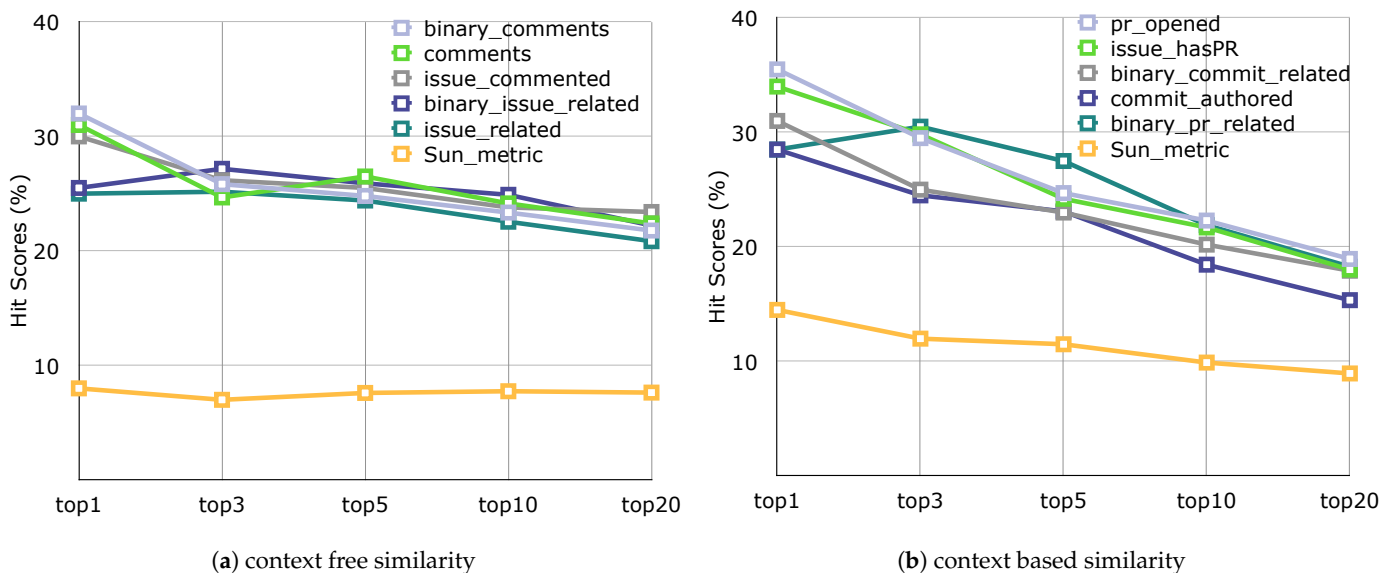 40
30
20
10
Hit Scores (%)
binary_comments
comments
issue_commented
binary_issue_related
issue_related
Sun_metric
top1 top3 top5 top10 top20
(a) context free similarity
40
30
20
10
Hit Scores (%)
pr_opened
issue_hasPR
binary_commit_related
commit_authored
binary_pr_related
Sun_metric
top1 top3 top5 top10 top20
(b) context based similarity